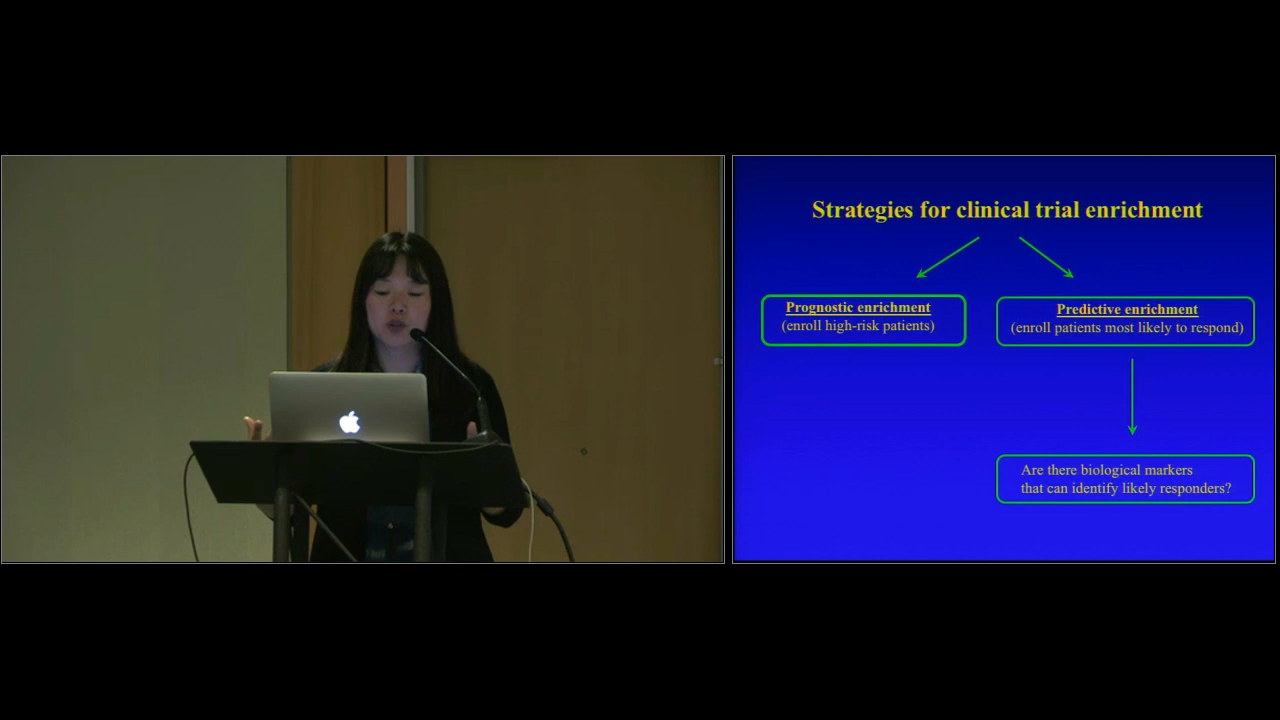 Strategies for clinical trial enrichment
Prognostic enrichment
(enroll high-risk patients)
Predictive enrichment
(enroll patients most likely to respond)
Are there biological markers
that can identify likely responders?